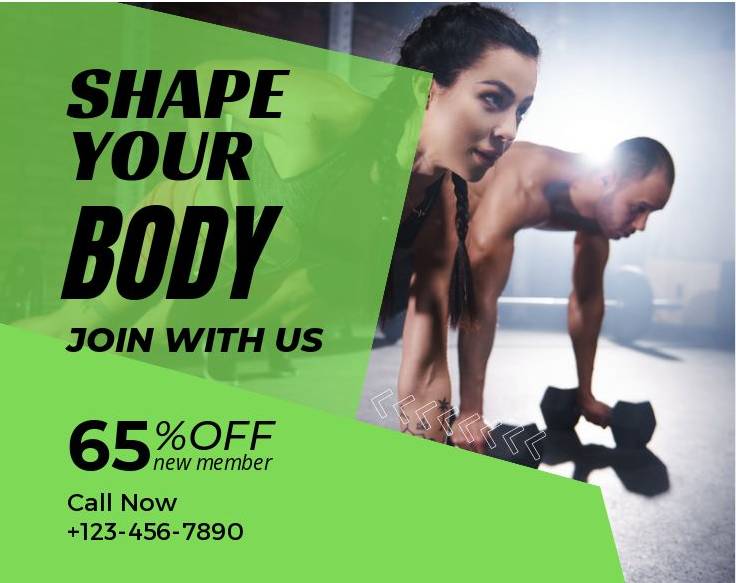 SHAPE
YOUR
BODY
JOIN WITH US
65%OFF
new member
Call Now
+123-456-7890